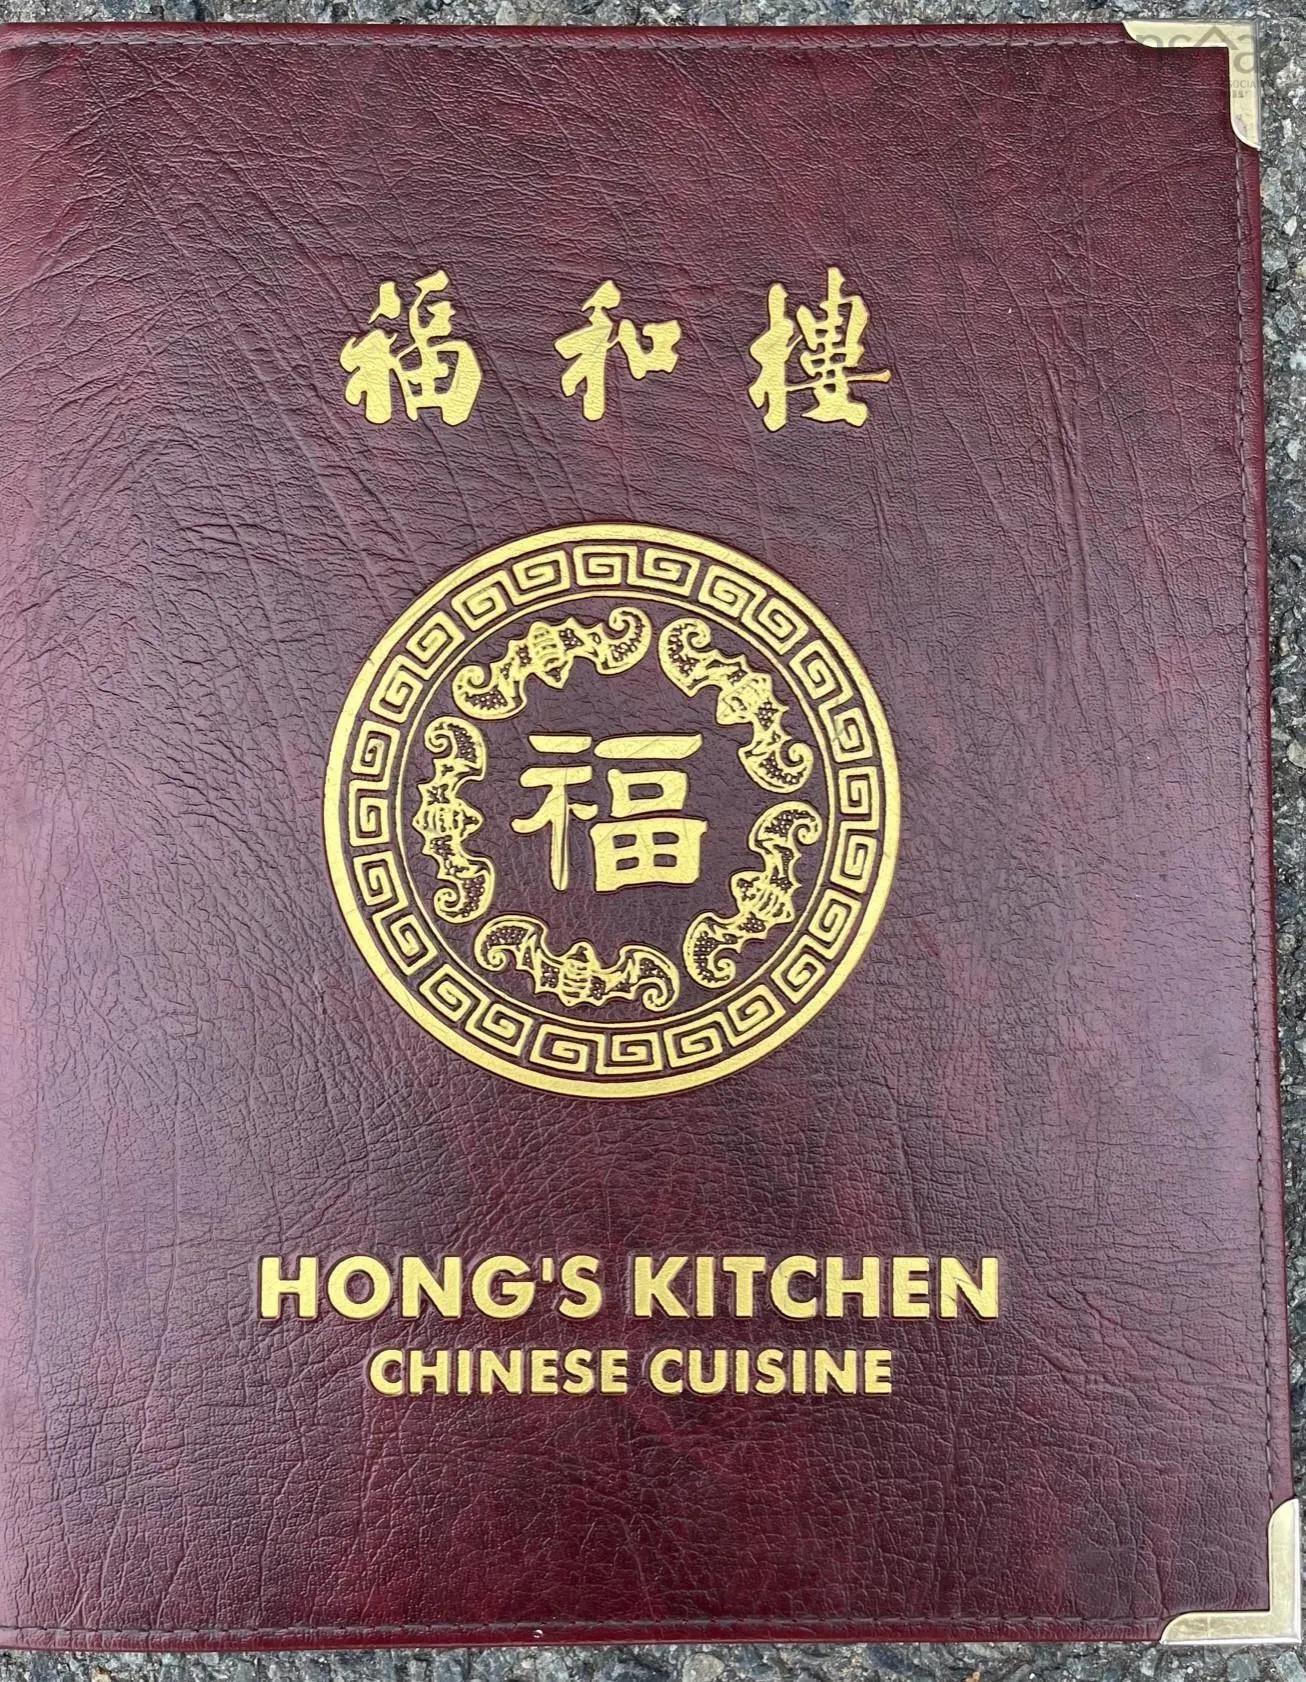 福和樓
福
HONG'S KITCHEN
CHINESE CUISINE